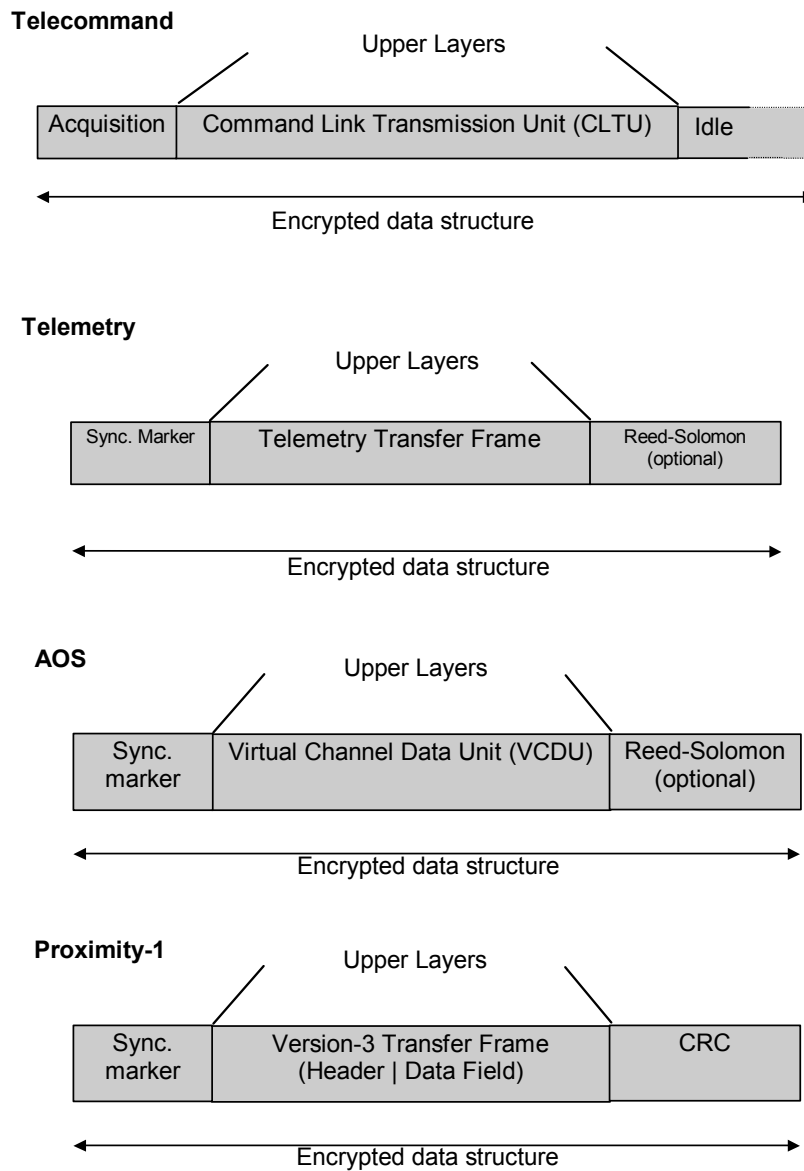 Telecommand
Upper Layers
Acquisition
Command Link Transmission Unit (CLTU)
Idle
Encrypted data structure
Telemetry
Upper Layers
Sync. Marker
Telemetry Transfer Frame
Reed-Solomon
(optional)
Encrypted data structure
AOS
Upper Layers
Sync.
marker
Virtual Channel Data Unit (VCDU)
Reed-Solomon
(optional)
Encrypted data structure
Proximity-1
Upper Layers
Sync.
marker
Version-3 Transfer Frame
(Header | Data Field)
CRC
Encrypted data structure